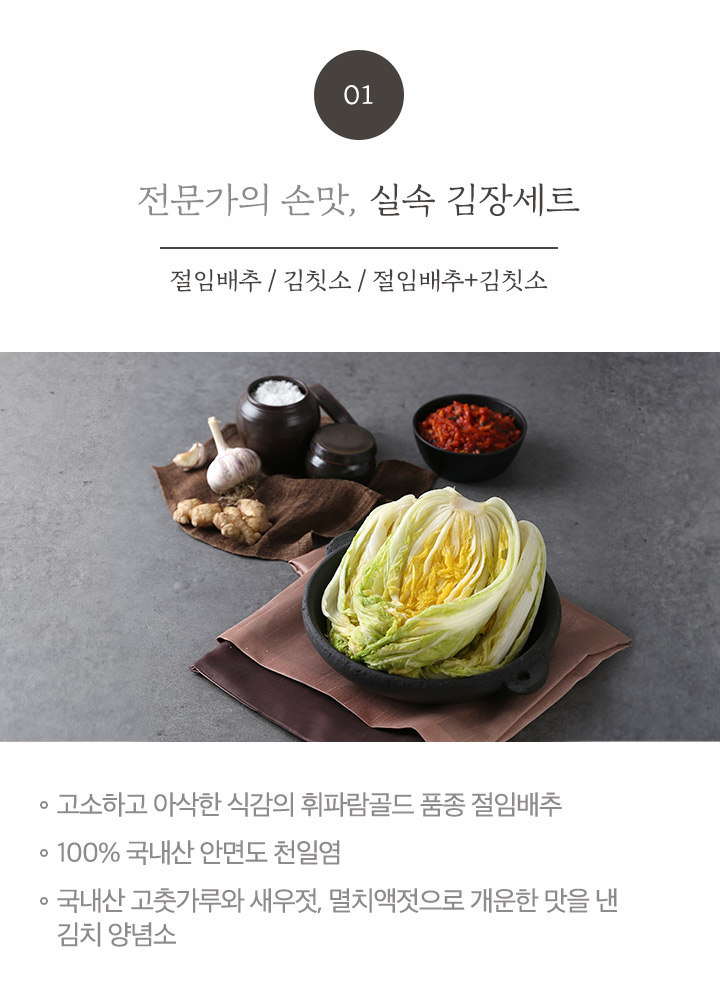 01
전문가의 손맛, 실속 김장세트
절임배추 / 김칫소 / 절임배추+김칫소
고소하고 아삭한 식감의 휘파람골드 품종 절임배추
100% 국내산 안면도 천일염
국내산 고춧가루와 새우젓, 멸치액젓으로 개운한 맛을 낸
김치 양념소